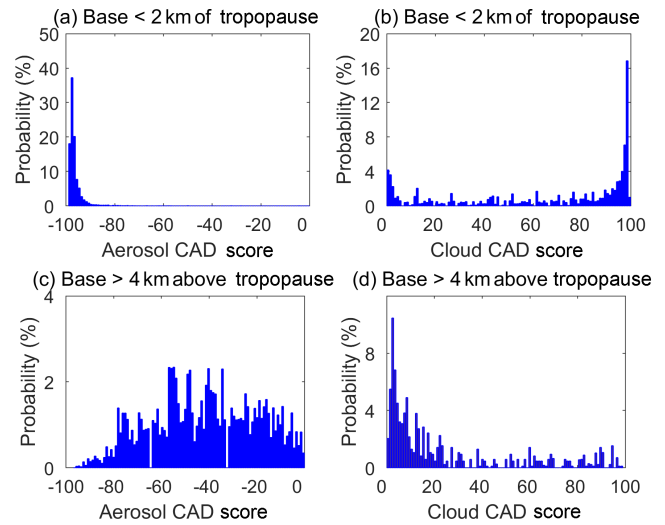 (a) Base < 2 km of tropopause
(b) Base < 2 km of tropopause
50
40
30
20
10
0
Probability (%)
-100 -80 -60 -40 -20 0
Aerosol CAD score
20
16
12
8
4
0
Probability (%)
0 20 40 60 80 100
Cloud CAD score
(c) Base > 4 km above tropopause
(d) Base > 4 km above tropopause
4
2
0
Probability (%)
-100 -80 -60 -40 -20 0
Aerosol CAD score
8
4
0
Probability (%)
0 20 40 60 80 100
Cloud CAD score